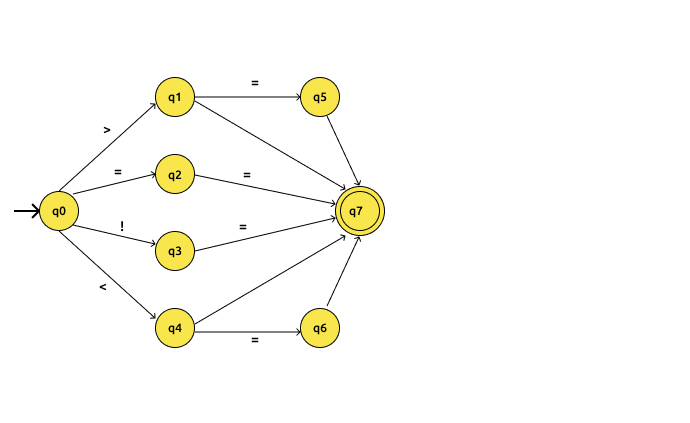 =
q1
q5
>
=
q2
=
q0
q7
!
=
q3
<
q4
q6
=